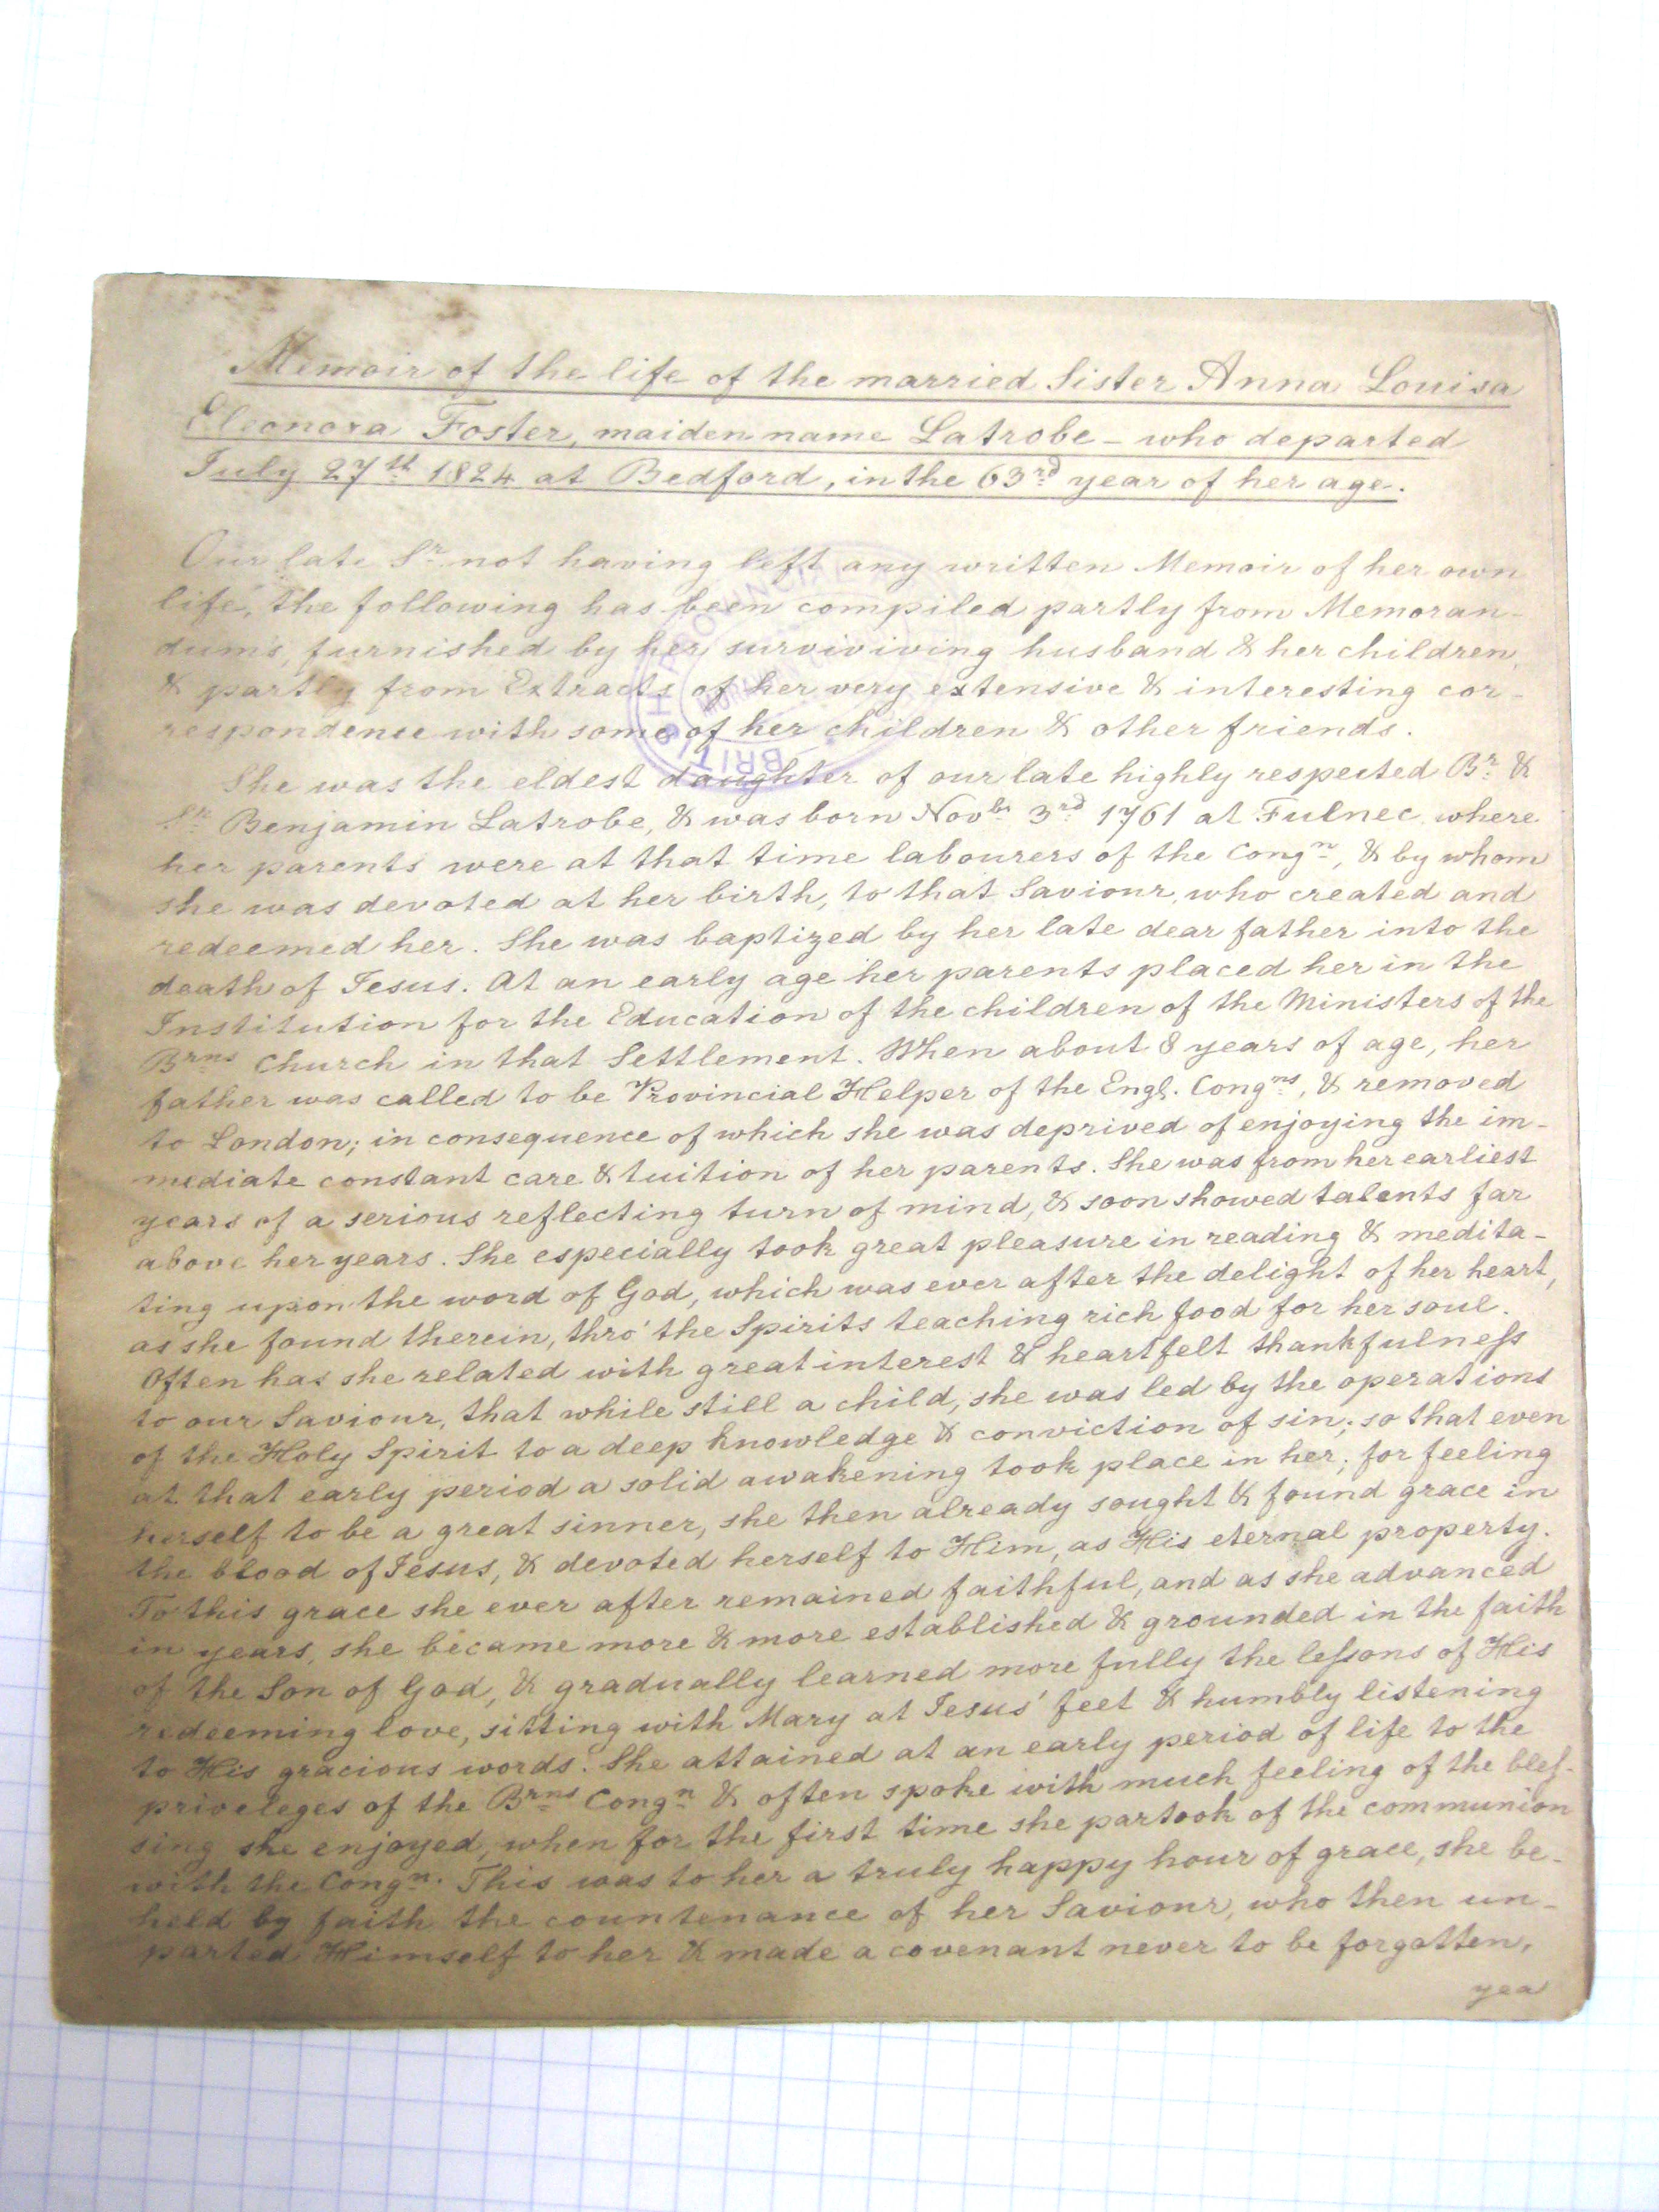 Memoir of the life of the married Sister Anna Louisa
Eleonora Foster, maiden name Latrobe – who departed
July 27th 1824 at Bedford, in the 63rd year of her age.
Our late Sr not having left any written Memoir of her own
life, the following has been compiled partly from Memoran-
dums, furnished by her surviviving husband & her children,
& partly from Extracts of her very extensive & interesting cor-
respondence with some of her children & other friends.
She was the eldest daughter of our late highly respected Br &
Sr Benjamin Latrobe, & was born Novbr 3rd 1761 at Fulnec where
her parents were at that time labourers of the Congn, & by whom
she was devoted at her birth, to that Saviour, who created and
redeemed her. She was baptized by her late dear father into the
death of Jesus. At an early age her parents placed her in the
Institution for the Education of the children of the Ministers of the
Brns Church in that Settlement. When about 8 years of age, her
father was called to be Provincial Helper of the Engl. Congns, & removed
to London; in consequence of which she was deprived of enjoying the im-
mediate constant care & tuition of her parents. She was from her earliest
years of a serious reflecting turn of mind, & soon showed talents far
above her years. She especially took great pleasure in reading & medita-
ting upon the word of God, which was ever after the delight of her heart,
as she found therein, thro' the Spirits teaching rich food for her soul.
Often has she related with great interest & heartfelt thankfulneſs
to our Saviour, that while still a child, she was led by the operations
of the Holy Spirit to a deep knowledge & conviction of sin; so that even
at that early period a solid awakening took place in her; for feeling
herself to be a great sinner, she then already sought & found grace in
the blood of Jesus, & devoted herself to Him, as His eternal property.
To this grace she ever after remained faithful, and as she advanced
in years, she became more & more established & grounded in the faith
of the Son of God, & gradually learned more fully the leſsons of His
redeeming love, sitting with Mary at Jesus' feet & humbly listening
to His gracious words. She attained at an early period of life to the
priveleges of the Brns Congn & often spoke with much feeling of the bleſ-
sing she enjoyed, when for the first time she partook of the communion
with the Congn. This was to her a truly happy hour of grace, she be-
held by faith the countenance of her Saviour, who then un-
parted Himself to her & made a covenant never to be forgotten,
yea
BRITISH